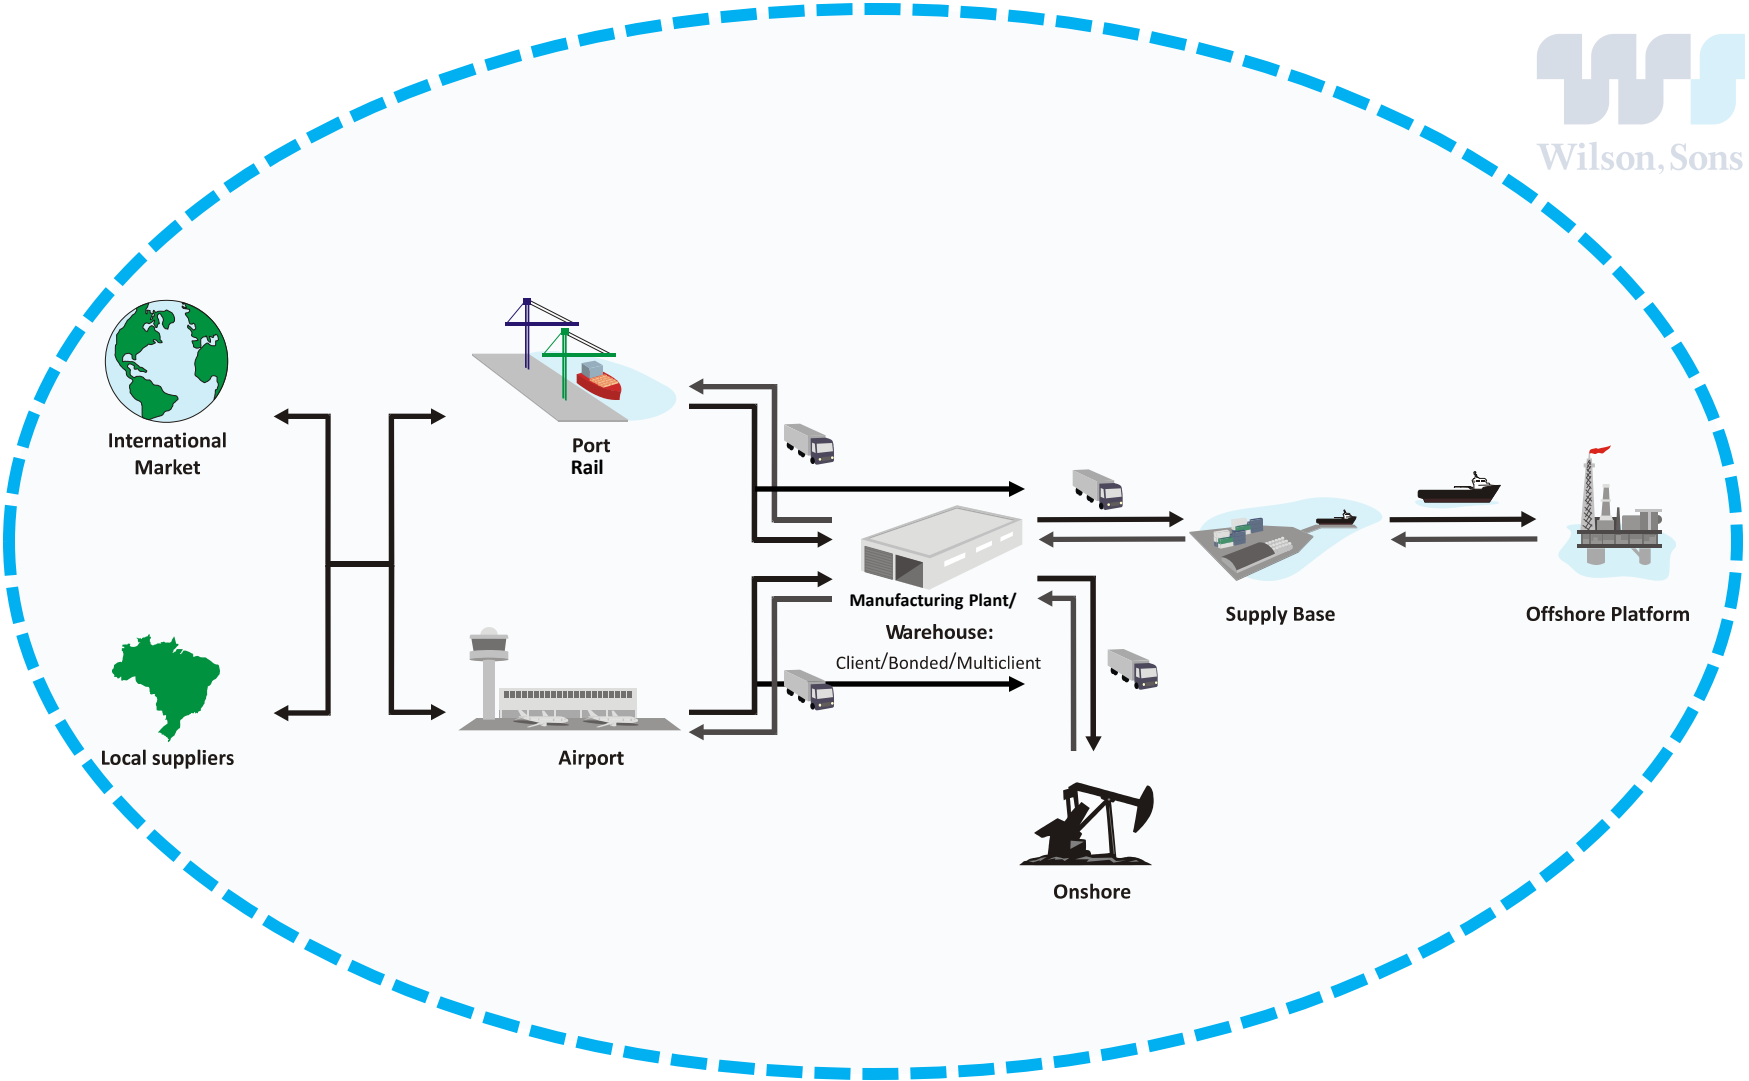 Wilson, Sons
International
Market
Port
Rail
Manufacturing Plant/
Warehouse:
Client/Bonded/Multiclient
Supply Base
Offshore Platform
Local suppliers
Airport
Onshore